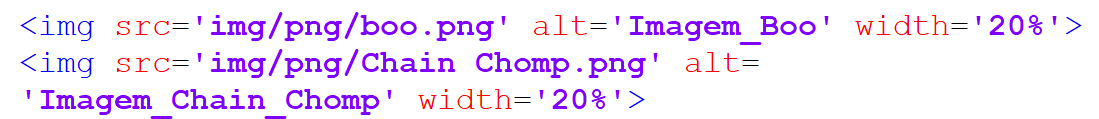 <img src='img/png/boo.png' alt='Imagem_Boo' width='20%'>
<img src='img/png/Chain Chomp.png' alt=
'Imagem_Chain_Chomp' width='20%'>